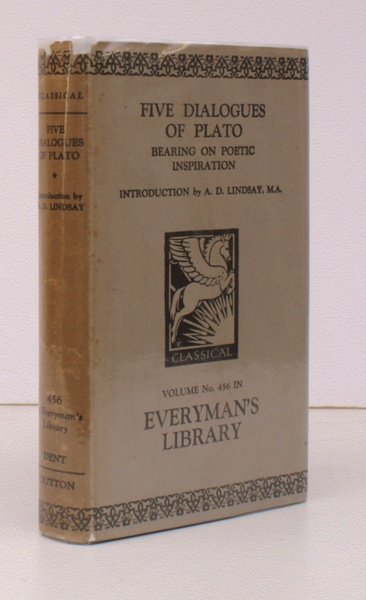 CLASSICAL
FIVE
DIALOGUES
OF PLATO
*
Introduction by
A. D. LINDSAY
456
Everyman's
Library
DENT
DUTTON
FIVE DIALOGUES
OF PLATO
BEARING ON POETIC
INSPIRATION
INTRODUCTION by A. D. LINDSAY, M.A.
CLASSICAL
VOLUME No. 456 IN
EVERYMAN'S
LIBRARY